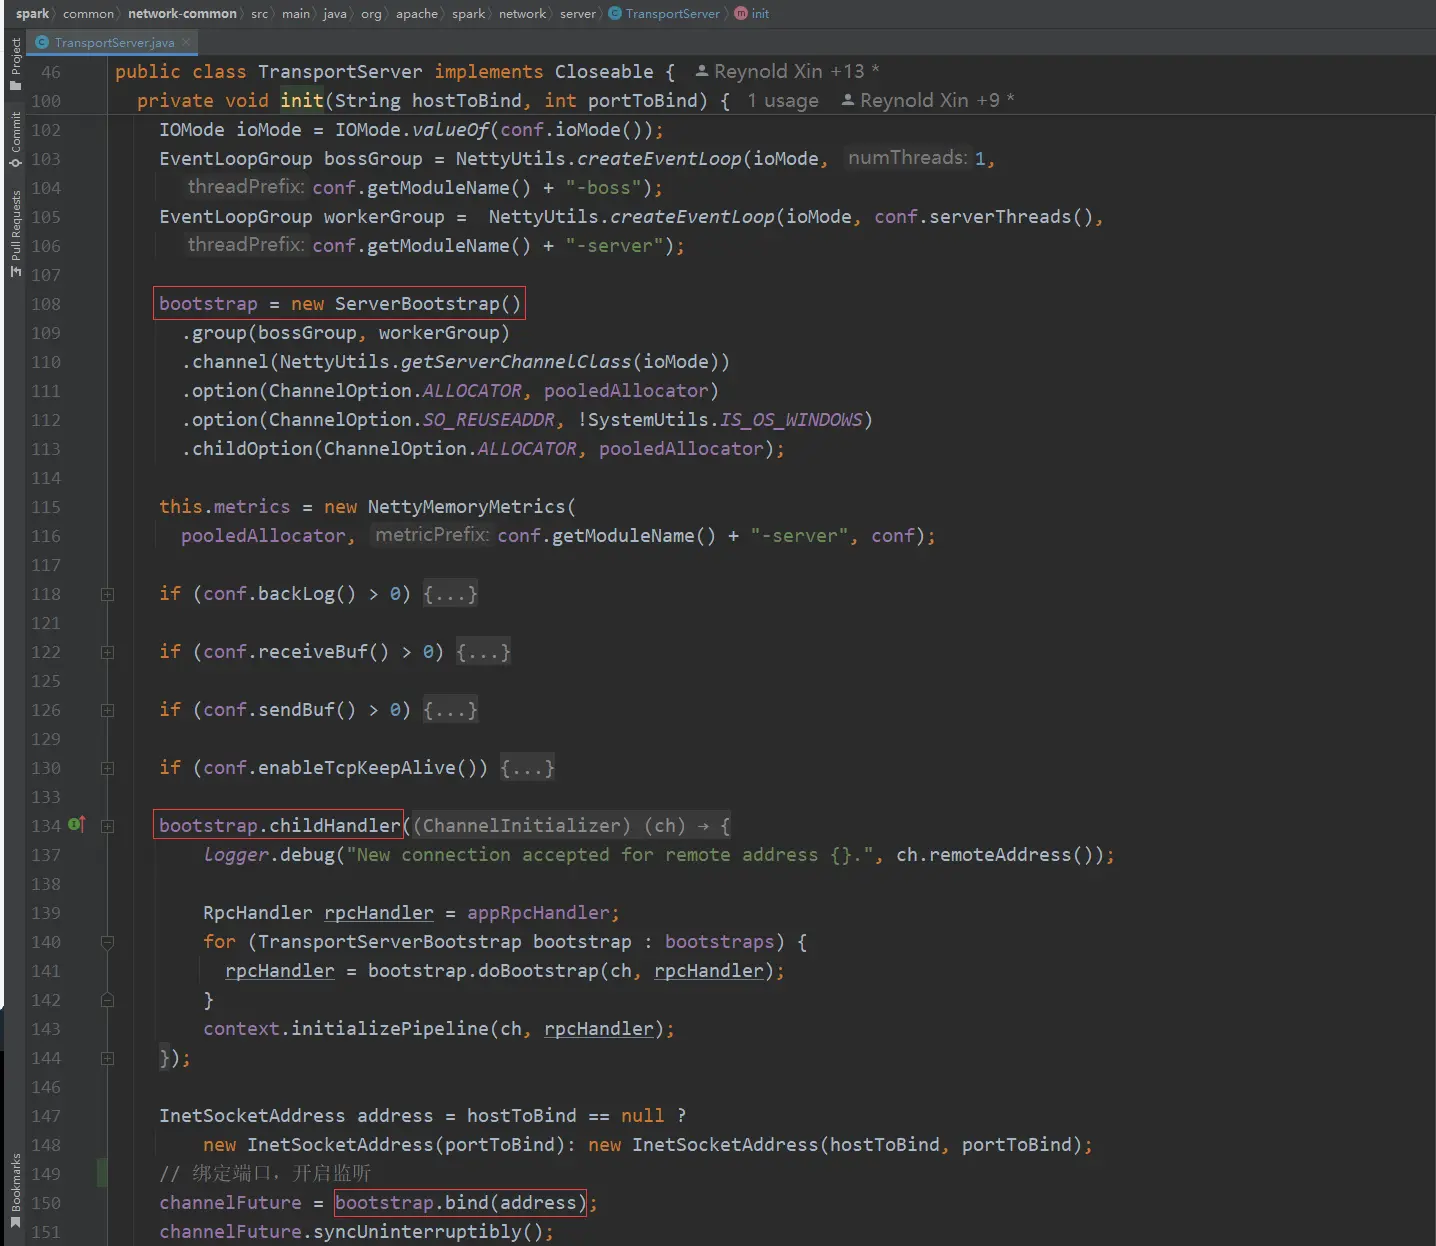 spark common network-common src main java org apache spark network server TransportServer init
TransportServer.java
Project
Commit
Pull Requests
Bookmarks
46 public class TransportServer implements Closeable { Reynold Xin +13 *
100 private void init(String hostToBind, int portToBind) { 1 usage Reynold Xin +9 *
102 IOMode ioMode = IOMode.valueOf(conf.ioMode());
103 EventLoopGroup bossGroup = NettyUtils.createEventLoop(ioMode, numThreads: 1,
104 threadPrefix: conf.getModuleName() + "-boss");
105 EventLoopGroup workerGroup =  NettyUtils.createEventLoop(ioMode, conf.serverThreads(),
106 threadPrefix: conf.getModuleName() + "-server");
107
108 bootstrap = new ServerBootstrap()
109 .group(bossGroup, workerGroup)
110 .channel(NettyUtils.getServerChannelClass(ioMode))
111 .option(ChannelOption.ALLOCATOR, pooledAllocator)
112 .option(ChannelOption.SO_REUSEADDR, !SystemUtils.IS_OS_WINDOWS)
113 .childOption(ChannelOption.ALLOCATOR, pooledAllocator);
114
115 this.metrics = new NettyMemoryMetrics(
116 pooledAllocator, metricPrefix: conf.getModuleName() + "-server", conf);
117
118 if (conf.backLog() > 0) {...}
121
122 if (conf.receiveBuf() > 0) {...}
125
126 if (conf.sendBuf() > 0) {...}
129
130 if (conf.enableTcpKeepAlive()) {...}
133
134 bootstrap.childHandler((ChannelInitializer) (ch) → {
137 logger.debug("New connection accepted for remote address {}.", ch.remoteAddress());
138
139 RpcHandler rpcHandler = appRpcHandler;
140 for (TransportServerBootstrap bootstrap : bootstraps) {
141 rpcHandler = bootstrap.doBootstrap(ch, rpcHandler);
142 }
143 context.initializePipeline(ch, rpcHandler);
144 });
146
147 InetSocketAddress address = hostToBind == null ?
148 new InetSocketAddress(portToBind): new InetSocketAddress(hostToBind, portToBind);
149 // 绑定端口，开启监听
150 channelFuture = bootstrap.bind(address);
151 channelFuture.syncUninterruptibly();